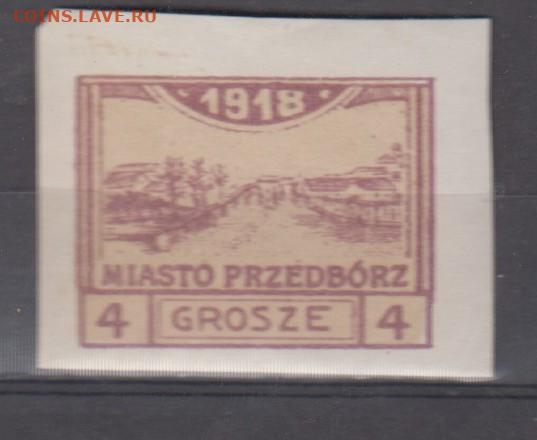 COINS.LAVE.RU
1918
MIASTO PRZEDBÓRZ
4 GROSZE 4